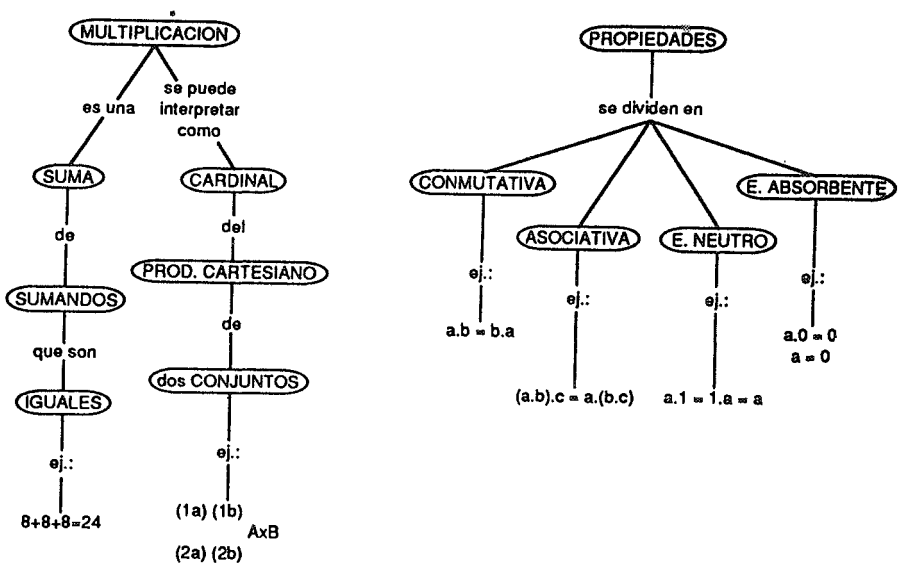 MULTIPLICACION
es una
se puede
interpretar
como
SUMA
CARDINAL
de
del
SUMANDOS
PROD. CARTESIANO
que son
de
IGUALES
dos CONJUNTOS
ej.:
ej.:
8+8+8=24
(1a) (1b)
AxB
(2a) (2b)
PROPIEDADES
se dividen en
CONMUTATIVA
ASOCIATIVA
E. NEUTRO
E. ABSORBENTE
ej.:
ej.:
ej.:
ej.:
a.b = b.a
(a.b).c = a.(b.c)
a.1 = 1.a = a
a.0 = 0
a = 0